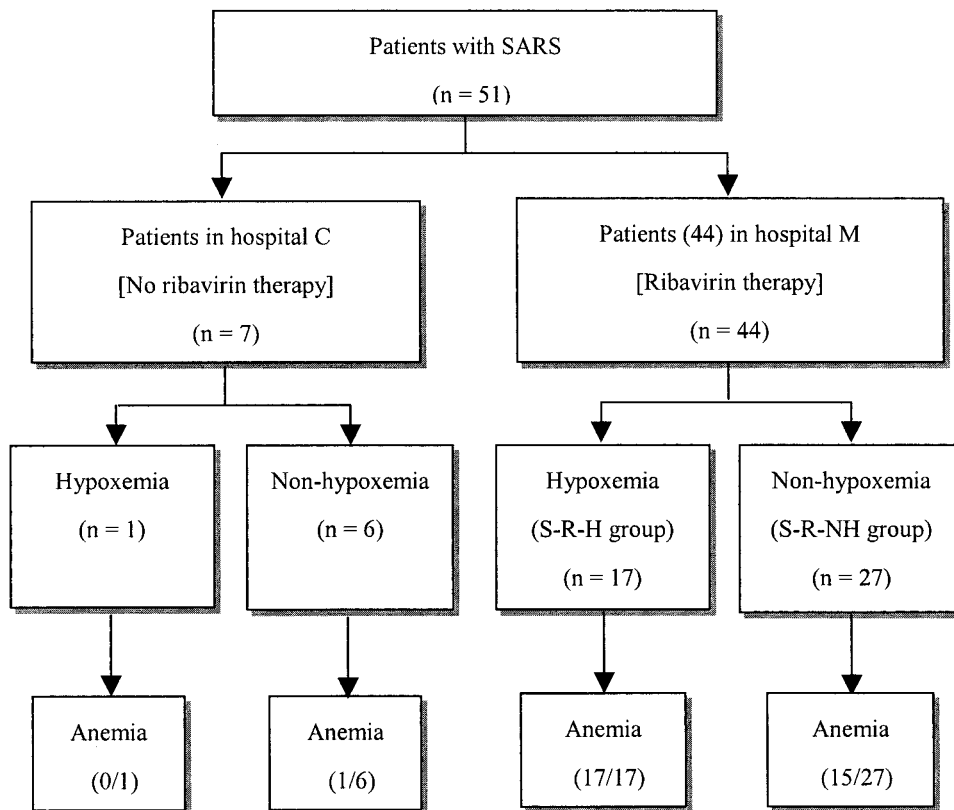 Patients with SARS
(n = 51)
Patients in hospital C
[No ribavirin therapy]
(n = 7)
Patients (44) in hospital M
[Ribavirin therapy]
(n = 44)
Hypoxemia
(n = 1)
Non-hypoxemia
(n = 6)
Hypoxemia
(S-R-H group)
(n = 17)
Non-hypoxemia
(S-R-NH group)
(n = 27)
Anemia
(0/1)
Anemia
(1/6)
Anemia
(17/17)
Anemia
(15/27)